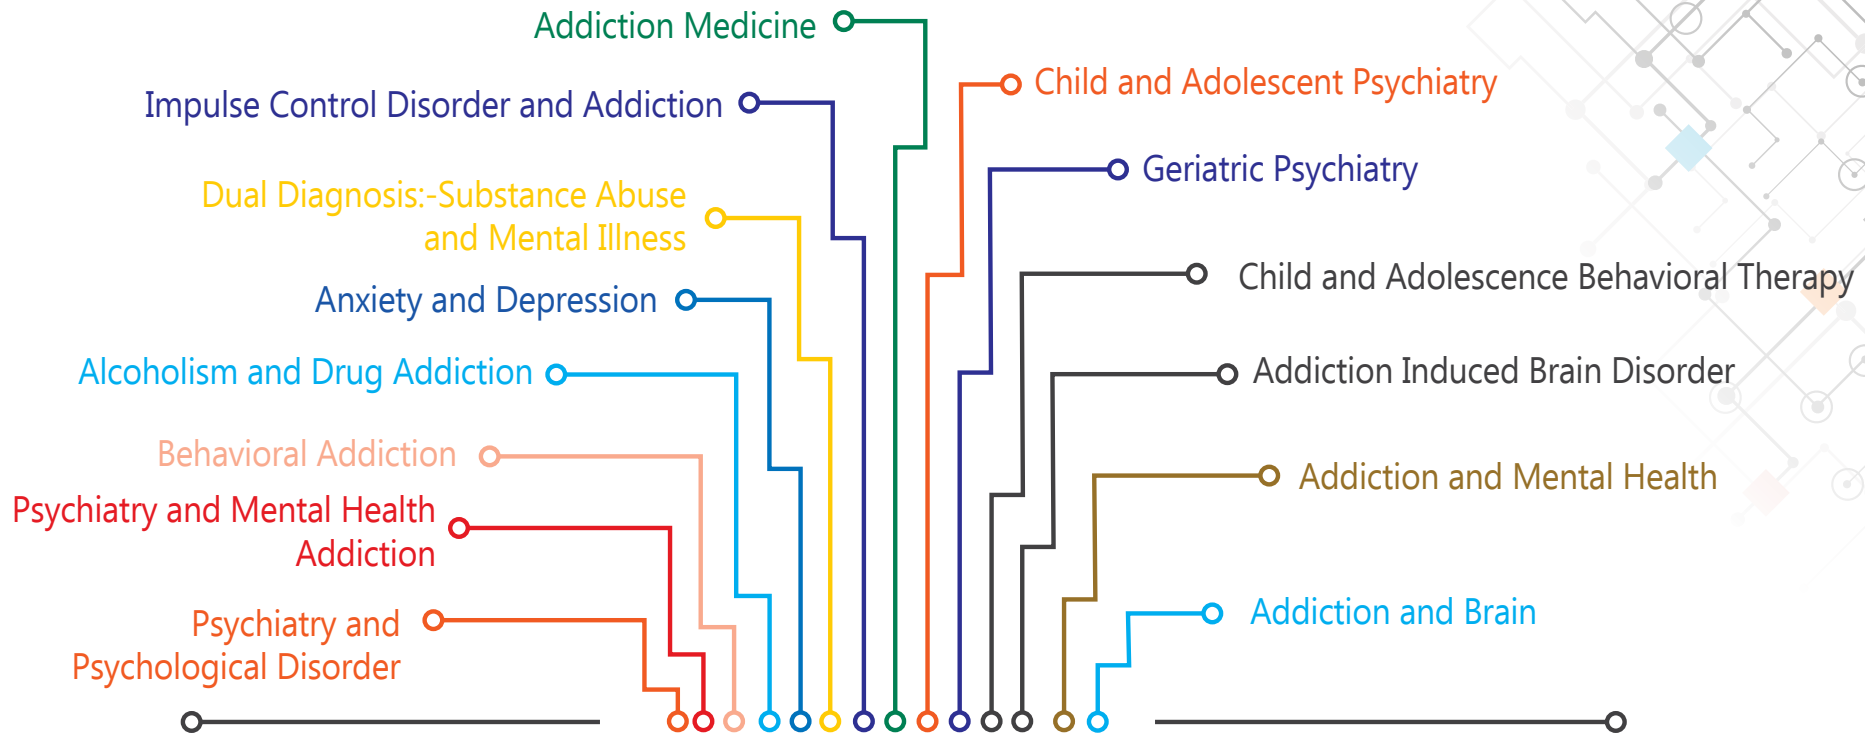 Addiction Medicine
Impulse Control Disorder and Addiction
Dual Diagnosis:-Substance Abuse
and Mental Illness
Anxiety and Depression
Alcoholism and Drug Addiction
Behavioral Addiction
Psychiatry and Mental Health
Addiction
Psychiatry and
Psychological Disorder
Child and Adolescent Psychiatry
Geriatric Psychiatry
Child and Adolescence Behavioral Therapy
Addiction Induced Brain Disorder
Addiction and Mental Health
Addiction and Brain